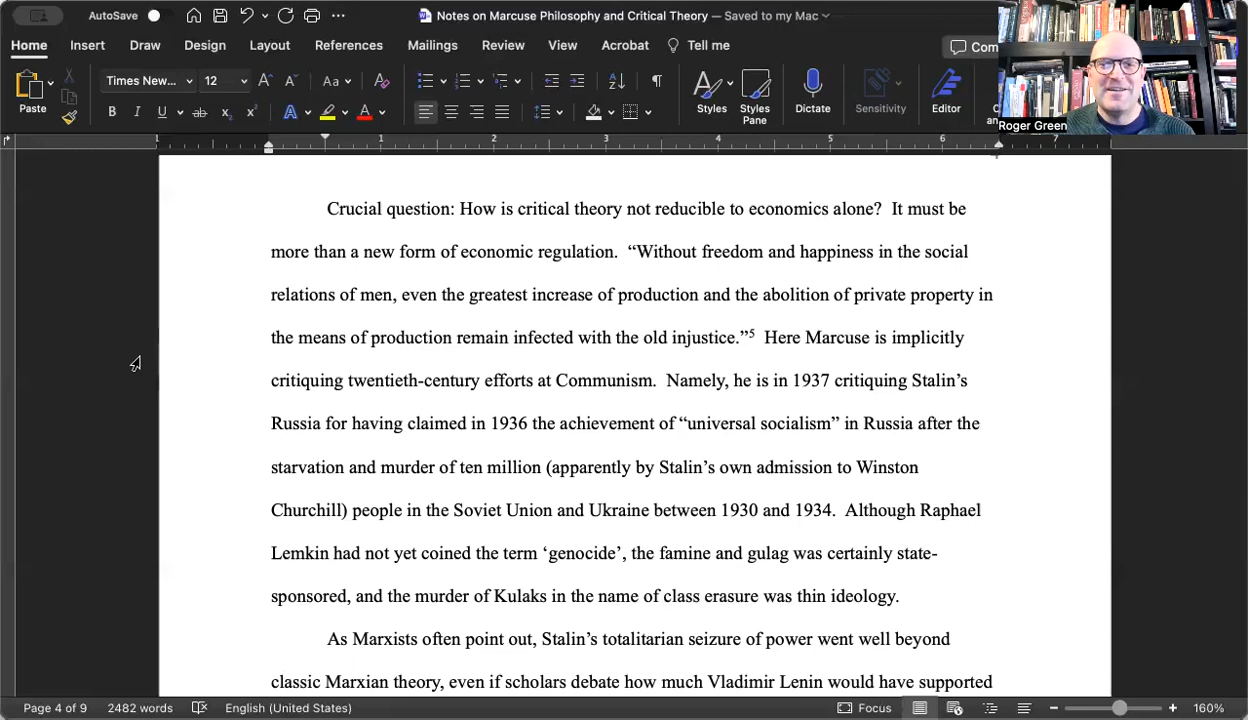 AutoSave
Notes on Marcuse Philosophy and Critical Theory — Saved to my Mac
Home Insert Draw Design Layout References Mailings Review View Acrobat Tell me
Paste
Times New... 12
Styles
Styles Pane
Dictate
Sensitivity
Editor
Roger Green
1 1 2 3 4 5 6 7
Crucial question: How is critical theory not reducible to economics alone?  It must be
more than a new form of economic regulation.  “Without freedom and happiness in the social
relations of men, even the greatest increase of production and the abolition of private property in
the means of production remain infected with the old injustice.”5  Here Marcuse is implicitly
critiquing twentieth-century efforts at Communism.  Namely, he is in 1937 critiquing Stalin’s
Russia for having claimed in 1936 the achievement of “universal socialism” in Russia after the
starvation and murder of ten million (apparently by Stalin’s own admission to Winston
Churchill) people in the Soviet Union and Ukraine between 1930 and 1934.  Although Raphael
Lemkin had not yet coined the term ‘genocide’, the famine and gulag was certainly state-
sponsored, and the murder of Kulaks in the name of class erasure was thin ideology.
As Marxists often point out, Stalin’s totalitarian seizure of power went well beyond
classic Marxian theory, even if scholars debate how much Vladimir Lenin would have supported
Page 4 of 9 2482 words English (United States) Focus 160%